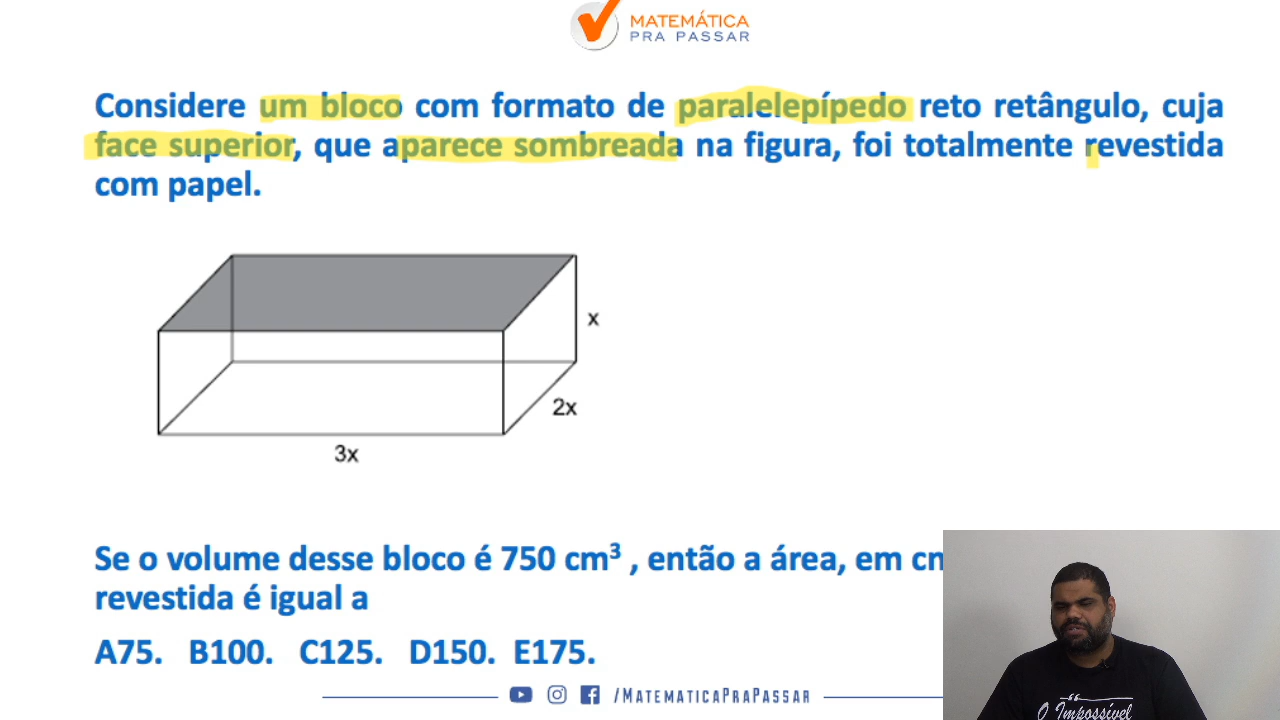 MATEMÁTICA
PRA PASSAR
Considere um bloco com formato de paralelepípedo reto retângulo, cuja
face superior, que aparece sombreada na figura, foi totalmente revestida
com papel.
x
2x
3x
Se o volume desse bloco é 750 cm³ , então a área, em
revestida é igual a
A75. B100. C125. D150. E175.
/MATEMATICAPRAPASSAR
O Impossível